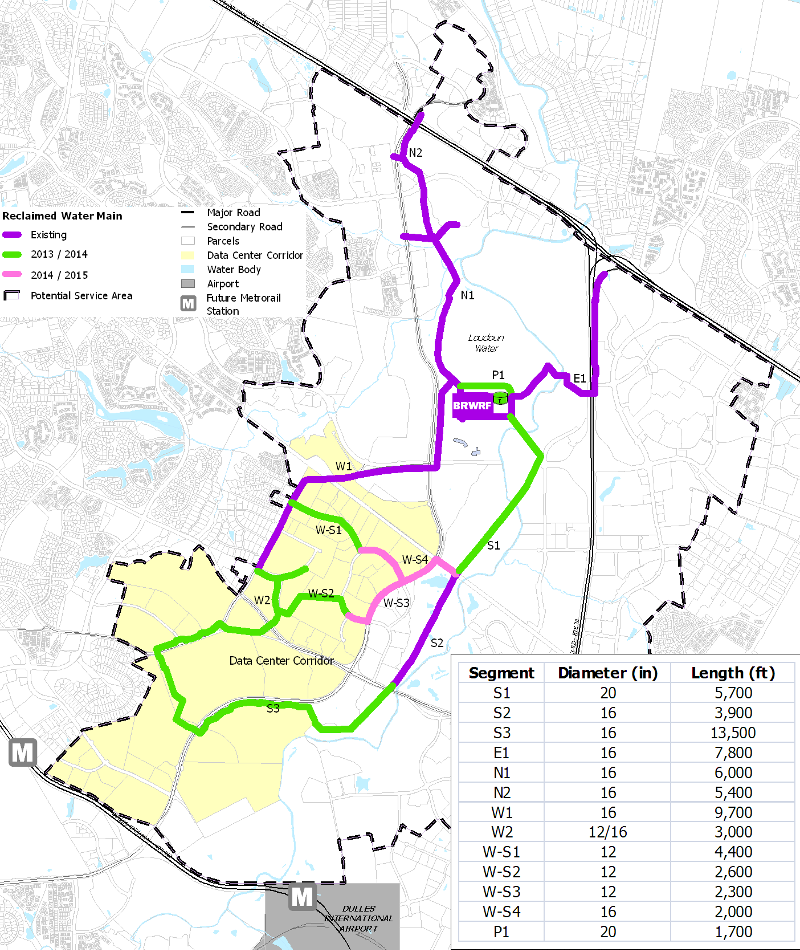 N2
Reclaimed Water Main
Existing
2013 / 2014
2014 / 2015
Potential Service Area
Major Road
Secondary Road
Parcels
Data Center Corridor
Water Body
Airport
M Future Metrorail
Station
N1
Loudoun
Water
P1
E1
BRWRF
W1
W-S1
S1
W-S4
W-S2
W2
W-S3
S2
Data Center Corridor
S3
M
M
DULLES
INTERNATIONAL
AIRPORT
Segment Diameter (in) Length (ft)
S1 20 5,700
S2 16 3,900
S3 16 13,500
E1 16 7,800
N1 16 6,000
N2 16 5,400
W1 16 9,700
W2 12/16 3,000
W-S1 12 4,400
W-S2 12 2,600
W-S3 12 2,300
W-S4 16 2,000
P1 20 1,700